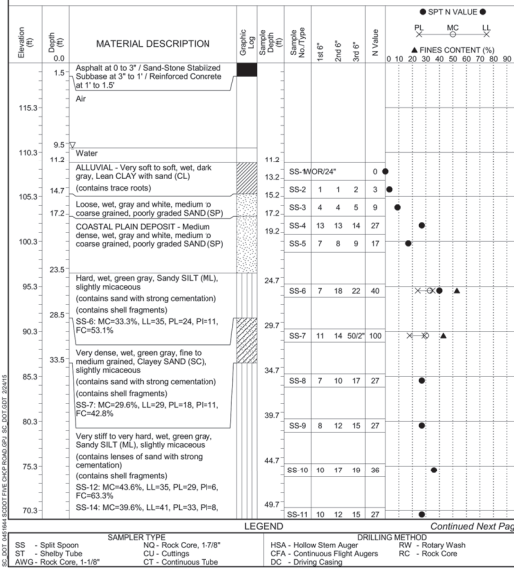 SPT N VALUE
PL MC LL
FINES CONTENT (%)
0 10 20 30 40 50 60 70 80 90
Elevation (ft)
Depth (ft)
0.0
MATERIAL DESCRIPTION
Graphic Log
Sample Depth (ft)
Sample No./Type
1st 6"
2nd 6"
3rd 6"
N Value
1.5
Asphalt at 0 to 3" / Sand-Stone Stabilized
Subbase at 3" to 1' / Reinforced Concrete
at 1' to 1.5'
Air
115.3
9.5
110.3
Water
11.2
11.2
ALLUVIAL - Very soft to soft, wet, dark
gray, Lean CLAY with sand (CL)
(contains trace roots)
SS-1 WOR/24" 0
13.2
14.7
SS-2 1 1 2 3
15.2
105.3
Loose, wet, gray and white, medium to
coarse grained, poorly graded SAND (SP)
17.2
SS-3 4 4 5 9
17.2
COASTAL PLAIN DEPOSIT - Medium
dense, wet, gray and white, medium to
coarse grained, poorly graded SAND (SP)
SS-4 13 13 14 27
19.2
100.3
SS-5 7 8 9 17
23.5
Hard, wet, green gray, Sandy SILT (ML),
slightly micaceous
(contains sand with strong cementation)
(contains shell fragments)
SS-6: MC=33.3%, LL=35, PL=24, PI=11,
FC=53.1%
24.7
95.3
SS-6 7 18 22 40
28.5
29.7
90.3
SS-7 11 14 50/2" 100
Very dense, wet, green gray, fine to
medium grained, Clayey SAND (SC),
slightly micaceous
(contains sand with strong cementation)
(contains shell fragments)
SS-7: MC=29.6%, LL=29, PL=18, PI=11,
FC=42.8%
33.5
34.7
85.3
SS-8 7 10 17 27
39.7
80.3
SS-9 8 12 15 27
Very stiff to very hard, wet, green gray,
Sandy SILT (ML), slightly micaceous
(contains lenses of sand with strong
cementation)
(contains shell fragments)
SS-12: MC=43.6%, LL=35, PL=29, PI=6,
FC=63.3%
SS-14: MC=39.6%, LL=41, PL=33, PI=8,
44.7
75.3
SS-10 10 17 19 36
49.7
70.3
SS-11 10 12 15 27
LEGEND
Continued Next Pag
SAMPLER TYPE
SS - Split Spoon
ST - Shelby Tube
AWG - Rock Core, 1-1/8"
NQ - Rock Core, 1-7/8"
CU - Cuttings
CT - Continuous Tube
DRILLING METHOD
HSA - Hollow Stem Auger
CFA - Continuous Flight Augers
DC - Driving Casing
RW - Rotary Wash
RC - Rock Core
SCDOT FIVE CHOP ROAD.GPJ SC_DOT.GDT 2/24/15